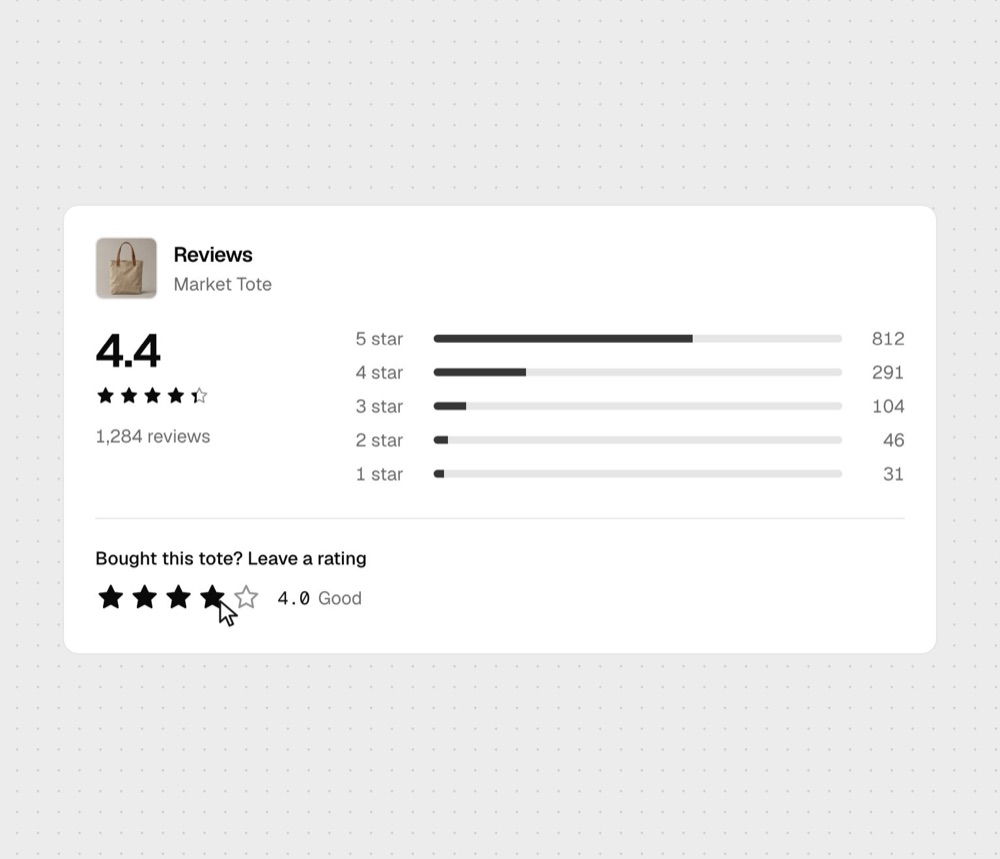 Reviews
Market Tote
4.4
1,284 reviews
5 star 812
4 star 291
3 star 104
2 star 46
1 star 31
Bought this tote? Leave a rating
4.0 Good